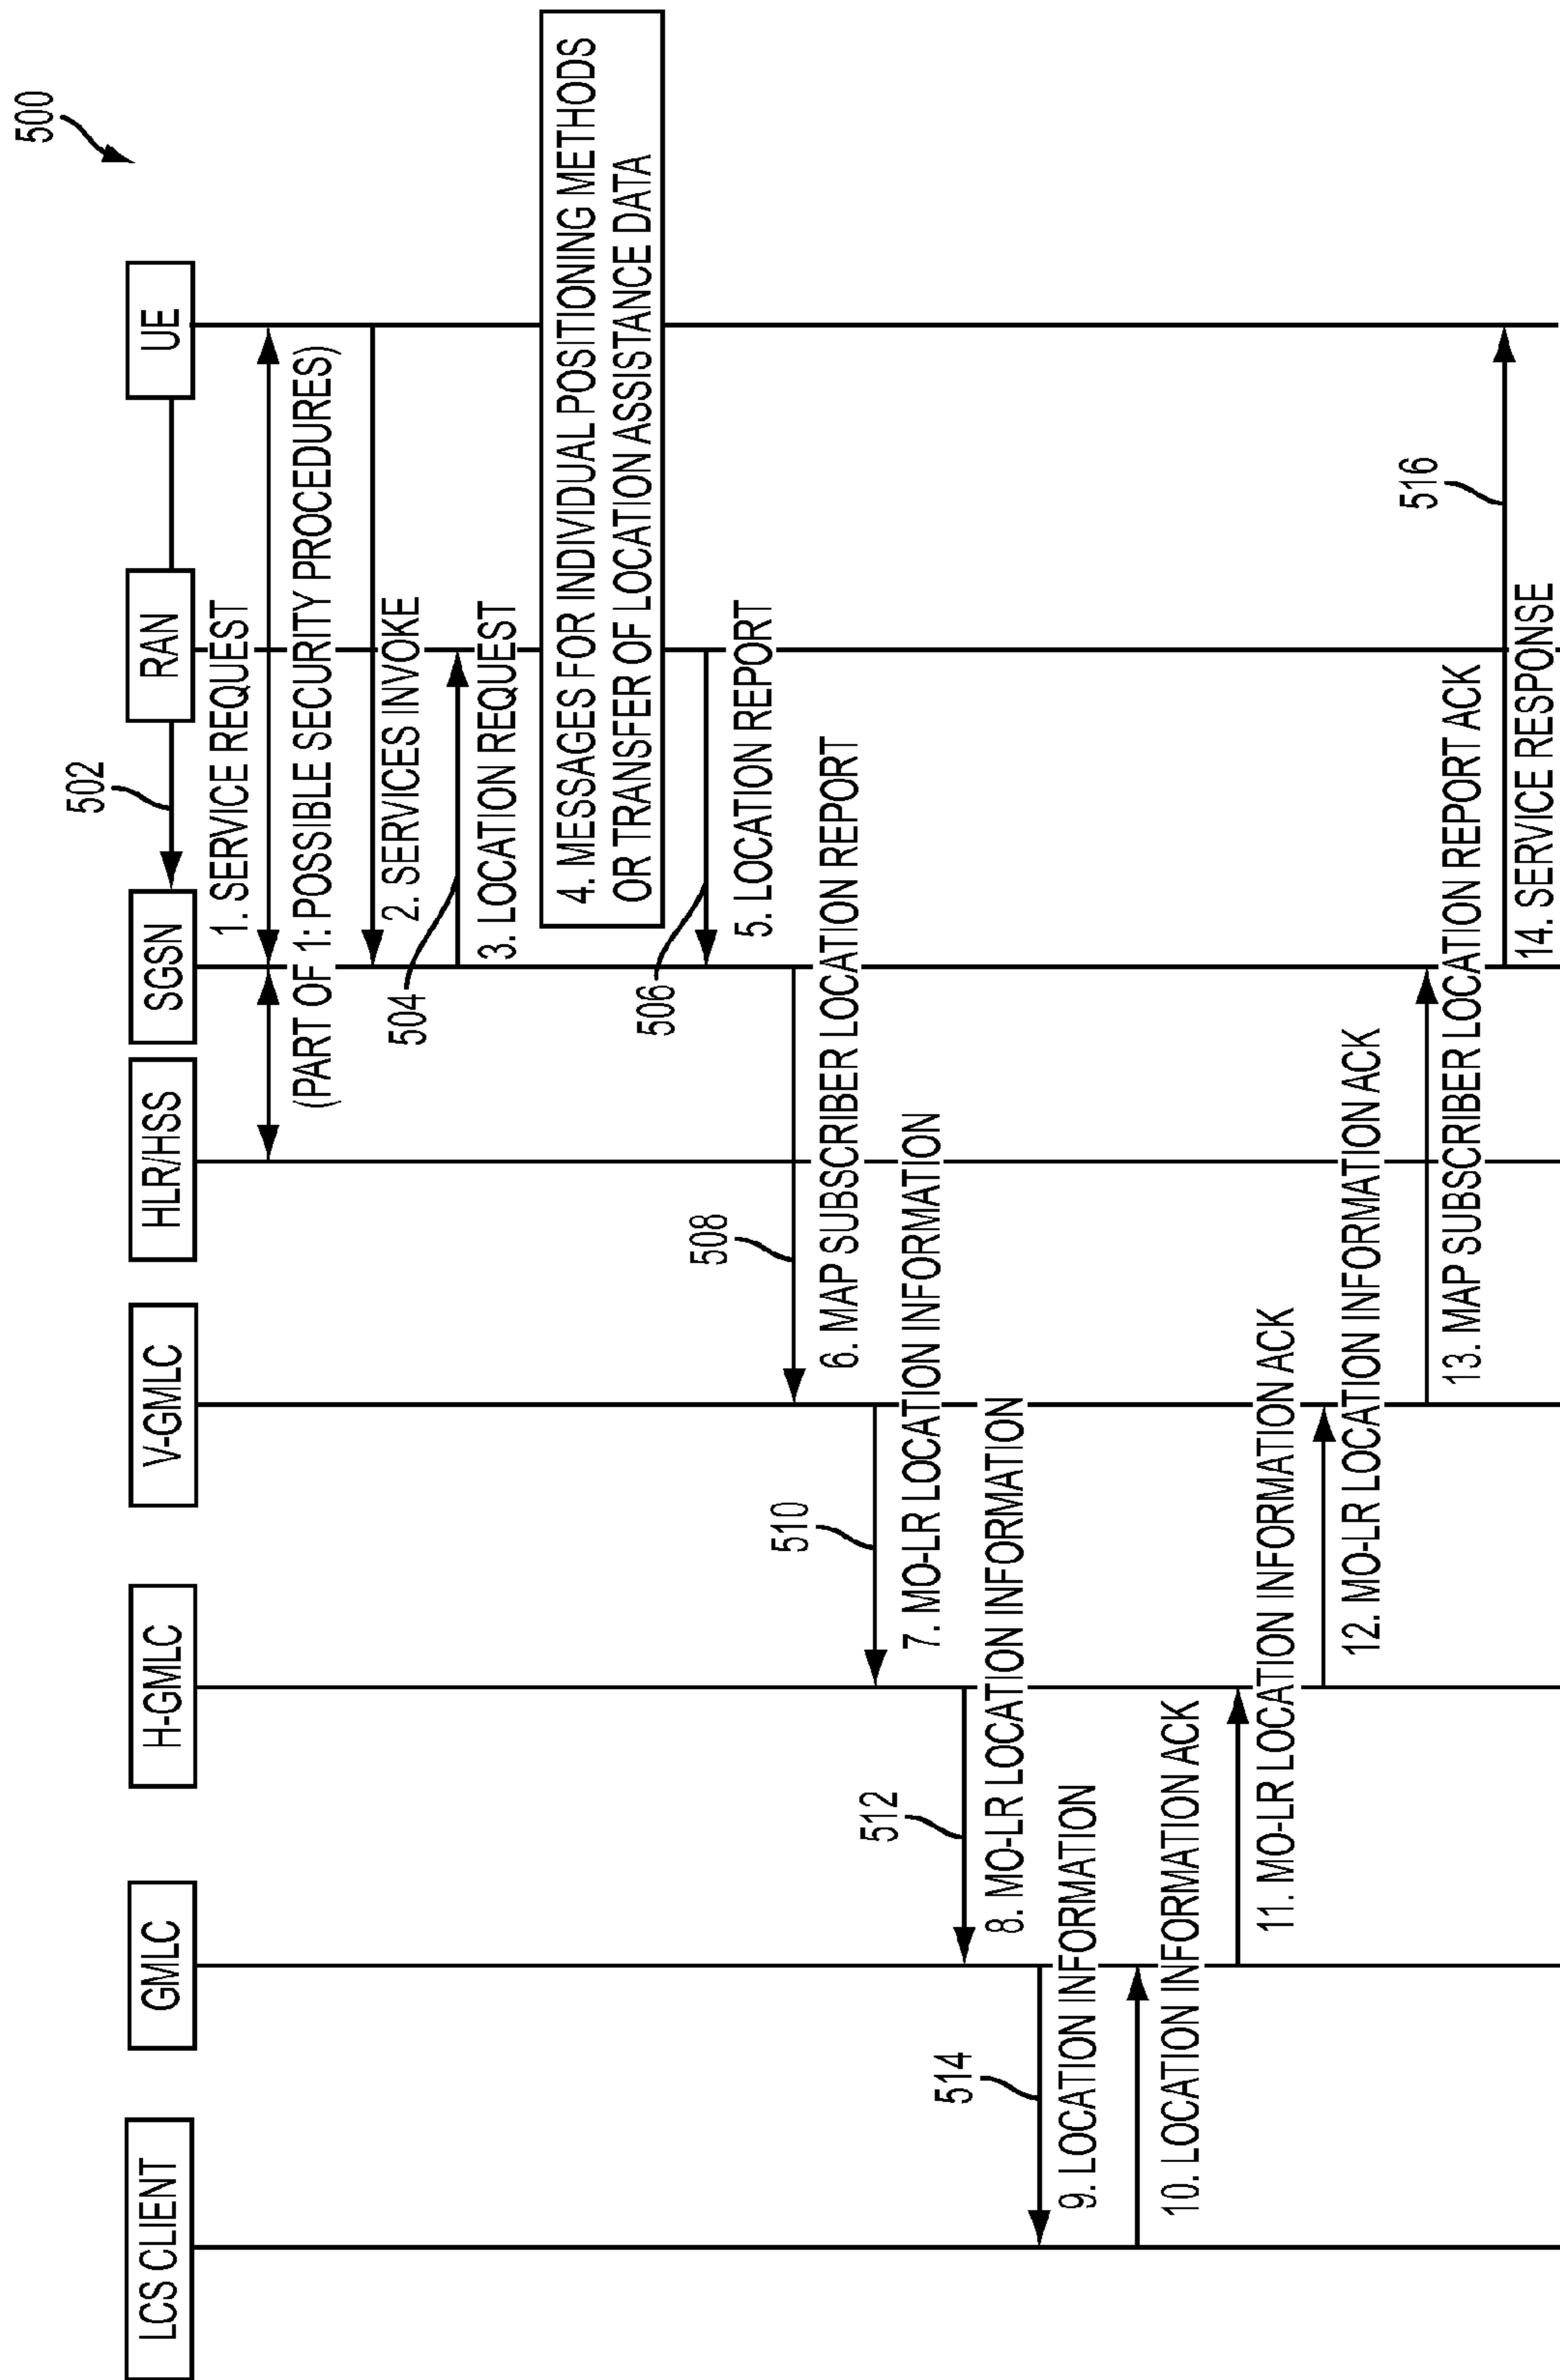 500
LCS CLIENT
GMLC
H-GMLC
V-GMLC
HLR/HSS
SGSN
RAN
UE
502
1. SERVICE REQUEST
(PART OF 1: POSSIBLE SECURITY PROCEDURES)
2. SERVICES INVOKE
504
3. LOCATION REQUEST
4. MESSAGES FOR INDIVIDUAL POSITIONING METHODS
OR TRANSFER OF LOCATION ASSISTANCE DATA
506
5. LOCATION REPORT
508
6. MAP SUBSCRIBER LOCATION REPORT
510
7. MO-LR LOCATION INFORMATION
512
8. MO-LR LOCATION INFORMATION
514
9. LOCATION INFORMATION
10. LOCATION INFORMATION ACK
11. MO-LR LOCATION INFORMATION ACK
12. MO-LR LOCATION INFORMATION ACK
13. MAP SUBSCRIBER LOCATION REPORT ACK
516
14. SERVICE RESPONSE